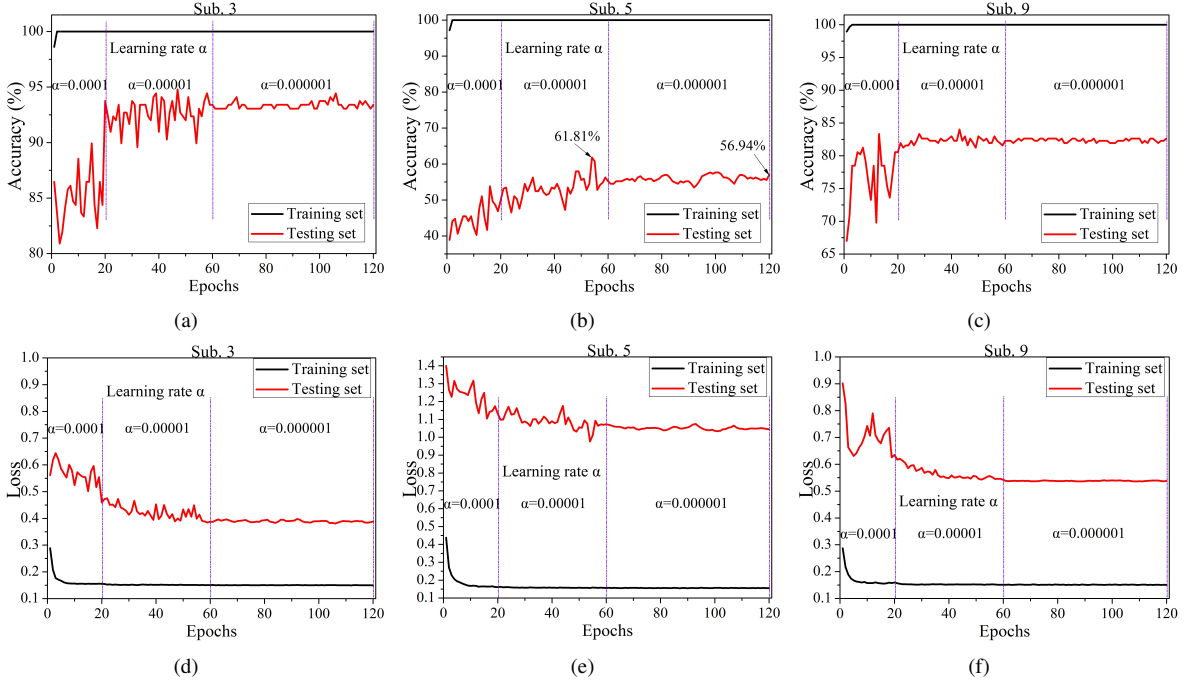 Sub. 3
Accuracy (%)
100
95
90
85
80
Learning rate α
α=0.0001
α=0.00001
α=0.000001
Training set
Testing set
0
20
40
60
80
100
120
Epochs
(a)
Sub. 5
Accuracy (%)
100
90
80
70
60
50
40
Learning rate α
α=0.0001
α=0.00001
α=0.000001
61.81%
56.94%
Training set
Testing set
0
20
40
60
80
100
120
Epochs
(b)
Sub. 9
Accuracy (%)
100
95
90
85
80
75
70
65
Learning rate α
α=0.0001
α=0.00001
α=0.000001
Training set
Testing set
0
20
40
60
80
100
120
Epochs
(c)
Sub. 3
Loss
1.0
0.9
0.8
0.7
0.6
0.5
0.4
0.3
0.2
0.1
Training set
Testing set
Learning rate α
α=0.0001
α=0.00001
α=0.000001
0
20
40
60
80
100
120
Epochs
(d)
Sub. 5
Loss
1.4
1.3
1.2
1.1
1.0
0.9
0.8
0.7
0.6
0.5
0.4
0.3
0.2
0.1
Training set
Testing set
Learning rate α
α=0.0001
α=0.00001
α=0.000001
0
20
40
60
80
100
120
Epochs
(e)
Sub. 9
Loss
1.0
0.9
0.8
0.7
0.6
0.5
0.4
0.3
0.2
0.1
Training set
Testing set
Learning rate α
α=0.0001
α=0.00001
α=0.000001
0
20
40
60
80
100
120
Epochs
(f)